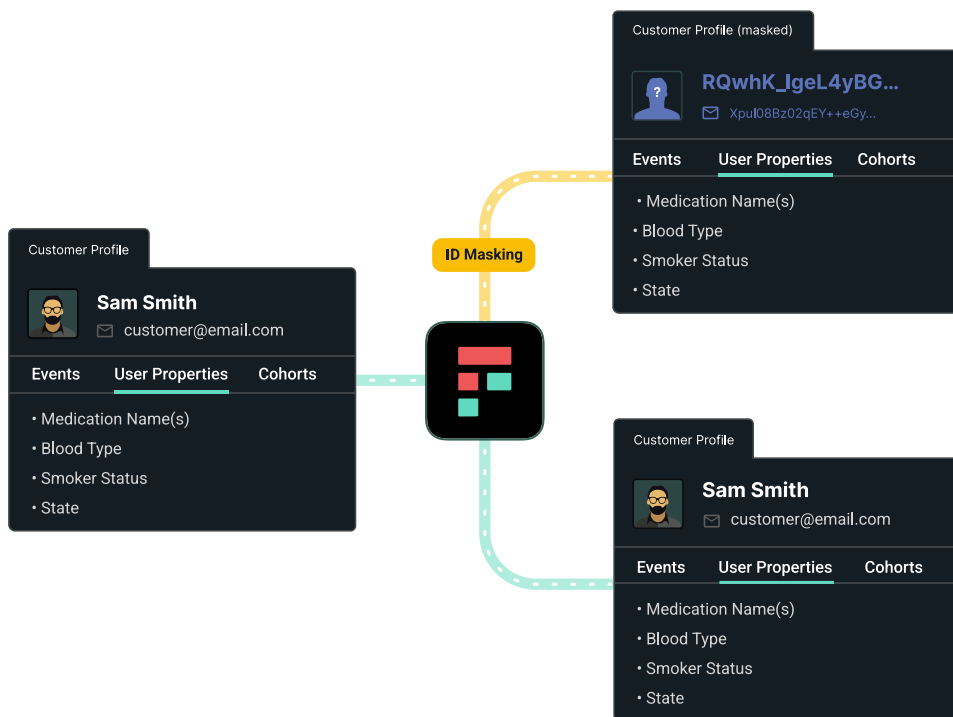 Customer Profile
Sam Smith
customer@email.com
Events User Properties Cohorts
• Medication Name(s)
• Blood Type
• Smoker Status
• State
ID Masking
Customer Profile (masked)
?
RQwhK_IgeL4yBG...
Xpul08Bz02qEY++eGy...
Events User Properties Cohorts
• Medication Name(s)
• Blood Type
• Smoker Status
• State
Customer Profile
Sam Smith
customer@email.com
Events User Properties Cohorts
• Medication Name(s)
• Blood Type
• Smoker Status
• State